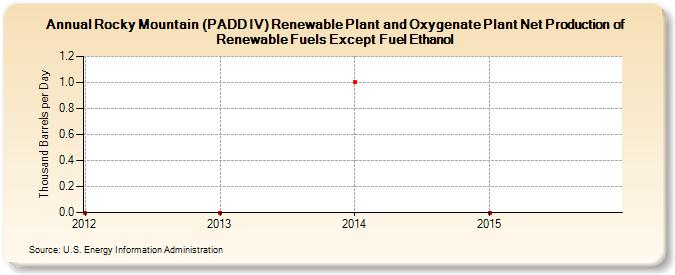 Annual Rocky Mountain (PADD IV) Renewable Plant and Oxygenate Plant Net Production of
Renewable Fuels Except Fuel Ethanol
Thousand Barrels per Day
1.2
1.0
0.8
0.6
0.4
0.2
0.0
2012
2013
2014
2015
Source: U.S. Energy Information Administration